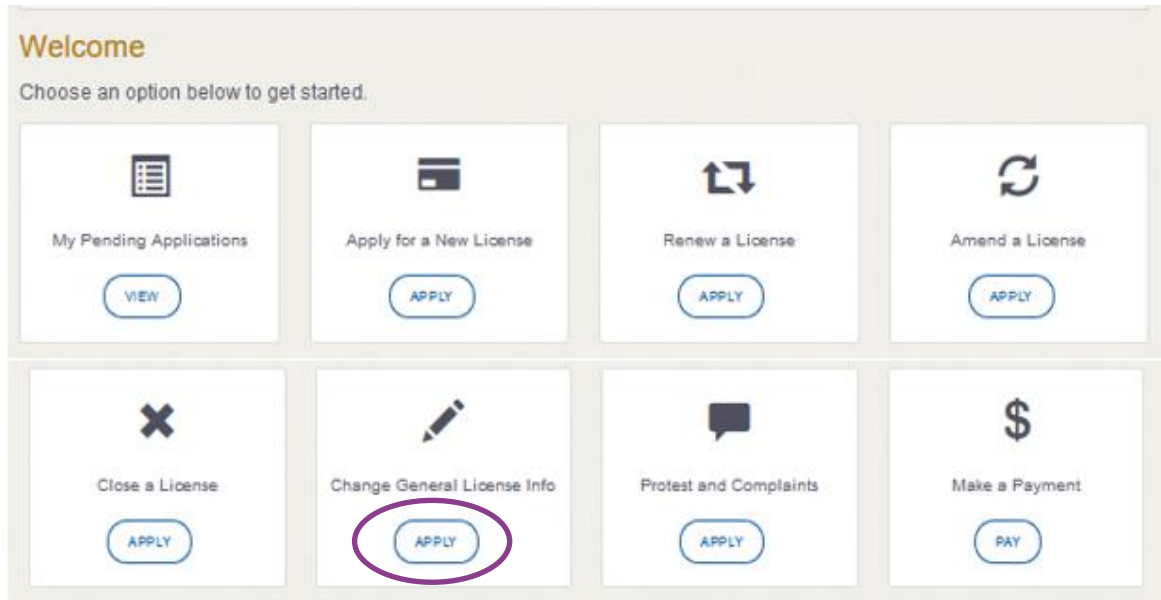 Welcome
Choose an option below to get started.
My Pending Applications
VIEW
Apply for a New License
APPLY
Renew a License
APPLY
Amend a License
APPLY
Close a License
APPLY
Change General License Info
APPLY
Protest and Complaints
APPLY
$
Make a Payment
PAY